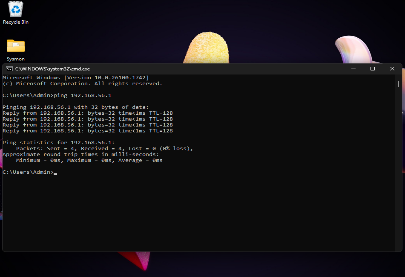 Recycle Bin
Sysmon
C:\WINDOWS\system32\cmd.exe
Microsoft Windows [Version 10.0.26100.1742]
(c) Microsoft Corporation. All rights reserved.
C:\Users\Admin>ping 192.168.56.1
Pinging 192.168.56.1 with 32 bytes of data:
Reply from 192.168.56.1: bytes=32 time<1ms TTL=128
Reply from 192.168.56.1: bytes=32 time<1ms TTL=128
Reply from 192.168.56.1: bytes=32 time<1ms TTL=128
Reply from 192.168.56.1: bytes=32 time<1ms TTL=128
Ping statistics for 192.168.56.1:
Packets: Sent = 4, Received = 4, Lost = 0 (0% loss),
Approximate round trip times in milli-seconds:
Minimum = 0ms, Maximum = 0ms, Average = 0ms
C:\Users\Admin>